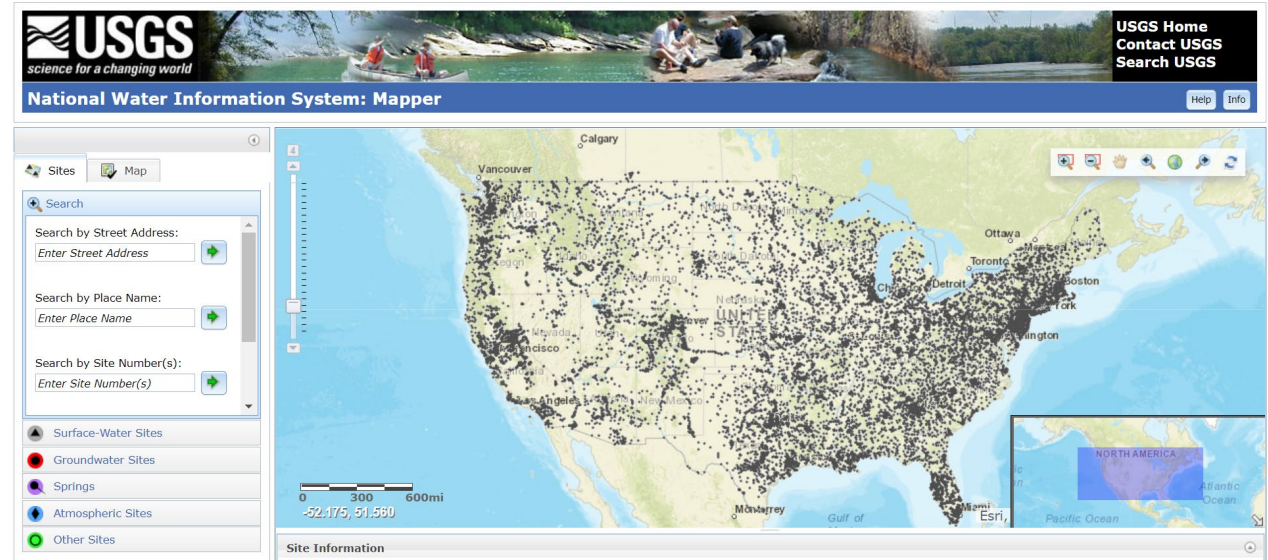 USGS
science for a changing world
USGS Home
Contact USGS
Search USGS
National Water Information System: Mapper
Help
Info
Sites
Map
Search
Search by Street Address:
Enter Street Address
Search by Place Name:
Enter Place Name
Search by Site Number(s):
Enter Site Number(s)
Surface-Water Sites
Groundwater Sites
Springs
Atmospheric Sites
Other Sites
4
Calgary
Vancouver
Ottawa
Toronto
Detroit
Boston
Nevada
New Mexico
Monterrey
Miami
Gulf of
Esri,
0 300 600mi
-52.175, 51.560
NORTH AMERICA
Atlantic
Ocean
Pacific Ocean
Site Information